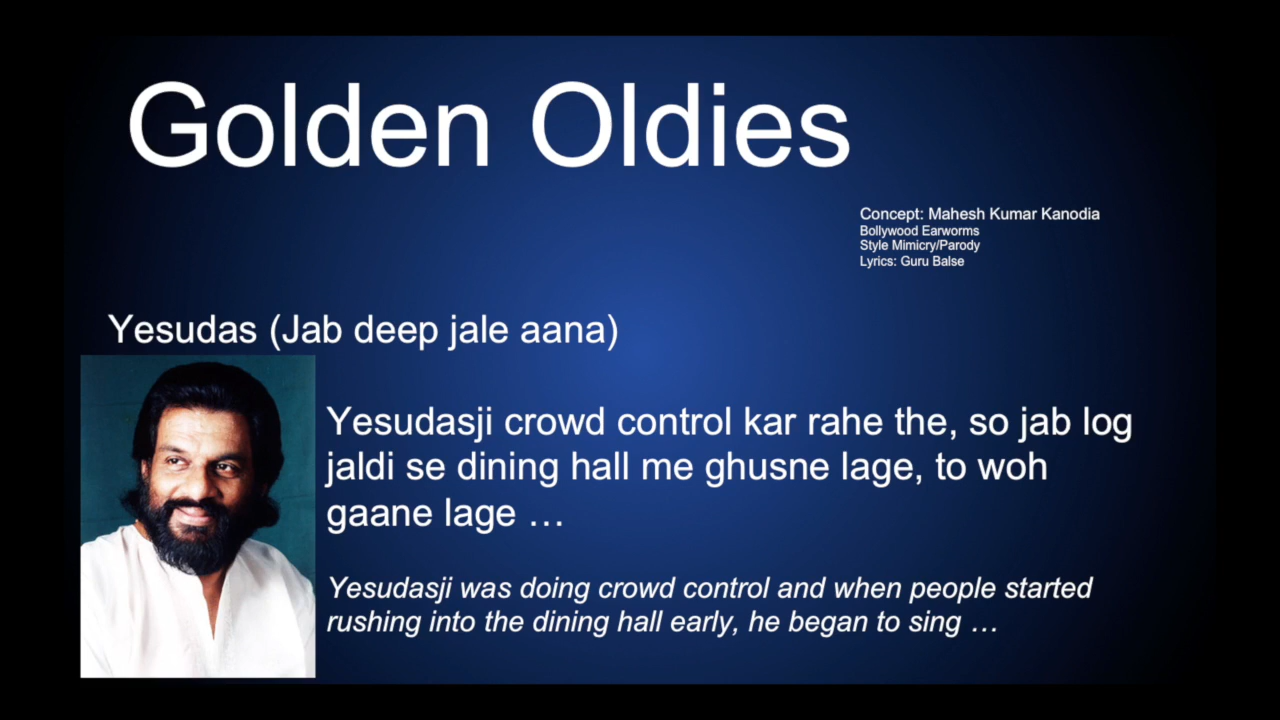 Golden Oldies
Concept: Mahesh Kumar Kanodia
Bollywood Earworms
Style Mimicry/Parody
Lyrics: Guru Balse
Yesudas (Jab deep jale aana)
Yesudasji crowd control kar rahe the, so jab log
jaldi se dining hall me ghusne lage, to woh
gaane lage …
Yesudasji was doing crowd control and when people started
rushing into the dining hall early, he began to sing …